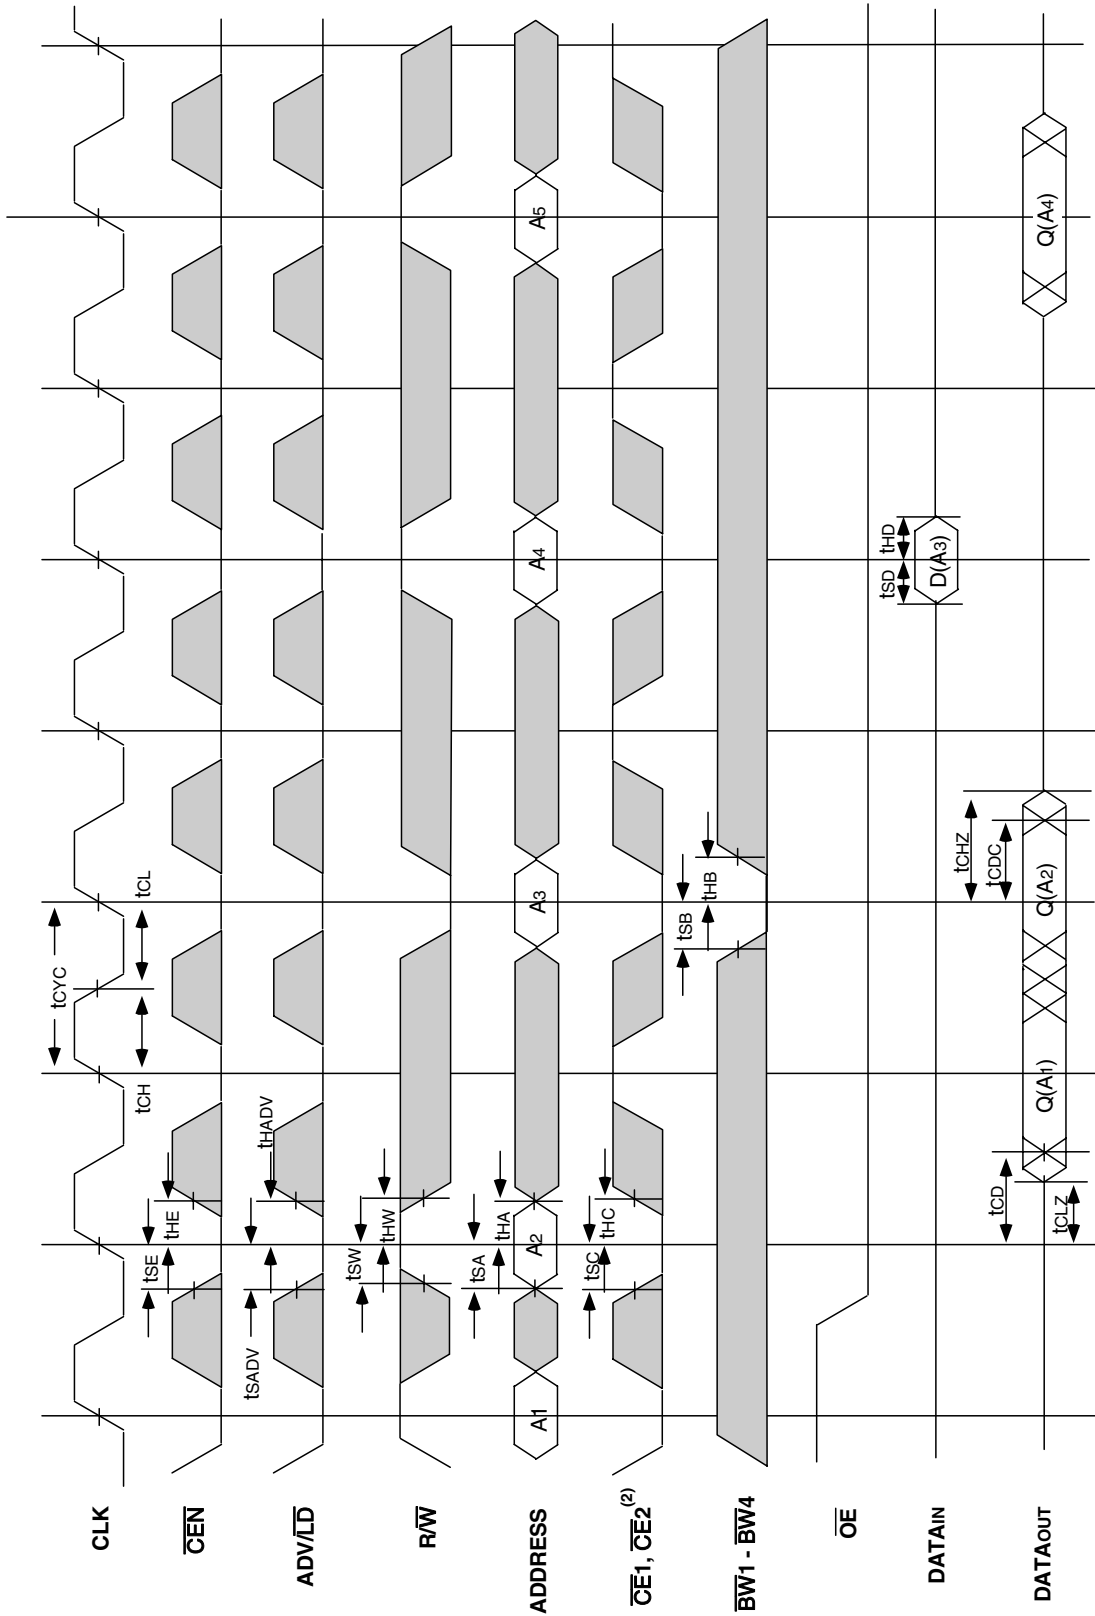 CLK
tCYC
tCH
tCL
CEN
tSE
tHE
ADV/LD
tSADV
tHADV
R/W
tSW
tHW
ADDRESS
A1
A2
A3
A4
A5
tSA
tHA
CE1, CE2(2)
tSC
tHC
BW1 - BW4
tSB
tHB
OE
DATAIN
D(A3)
tSD
tHD
DATAOUT
tCD
tCLZ
Q(A1)
Q(A2)
tCHZ
tCDC
Q(A4)